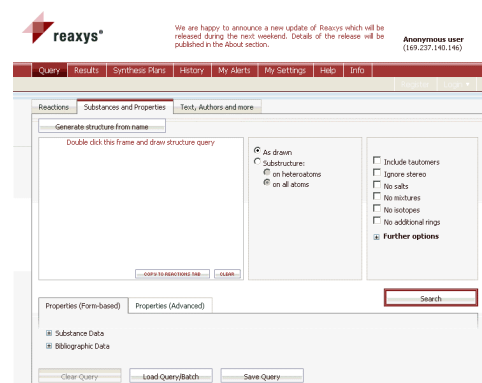 reaxys®
We are happy to announce a new update of Reaxys which will be
released during the next weekend. Details of the release will be
published in the About section.
Anonymous user
(169.237.140.146)
Query Results Synthesis Plans History My Alerts My Settings Help Info
Register Login
Reactions Substances and Properties Text, Authors and more
Generate structure from name
Double click this frame and draw structure query
As drawn
Substructure:
on heteroatoms
on all atoms
Include tautomers
Ignore stereo
No salts
No mixtures
No isotopes
No additional rings
Further options
COPY TO REACTIONS TAB CLEAR
Search
Properties (Form-based) Properties (Advanced)
Substance Data
Bibliographic Data
Clear Query Load Query/Batch Save Query